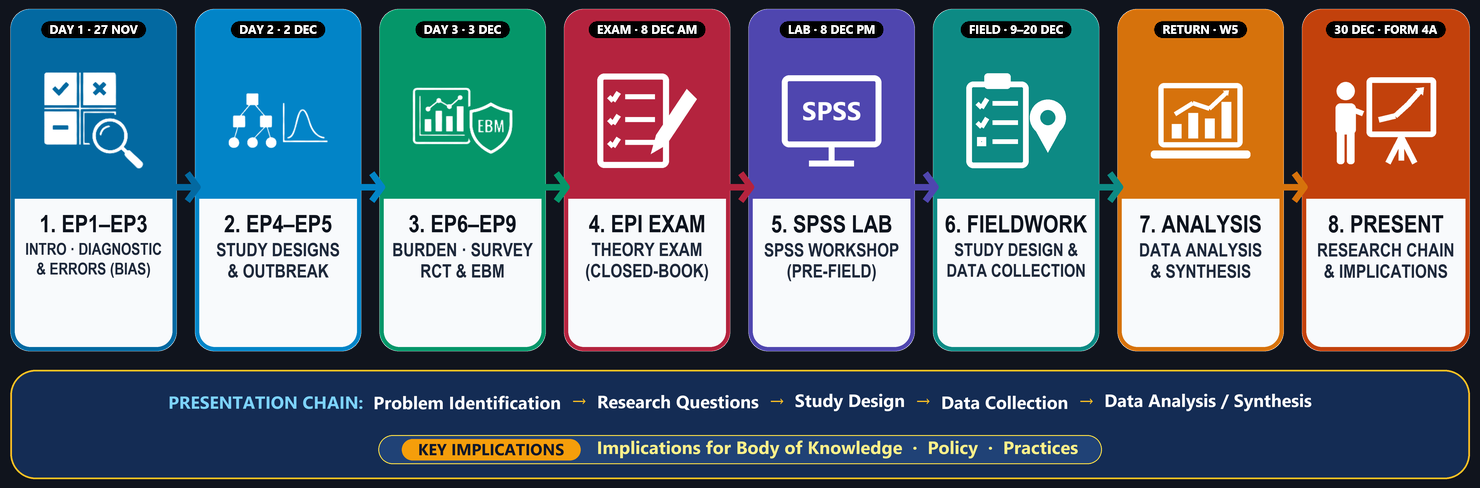 DAY 1 · 27 NOV
1. EP1–EP3
INTRO · DIAGNOSTIC
& ERRORS (BIAS)
DAY 2 · 2 DEC
2. EP4–EP5
STUDY DESIGNS
& OUTBREAK
DAY 3 · 3 DEC
EBM
3. EP6–EP9
BURDEN · SURVEY
RCT & EBM
EXAM · 8 DEC AM
4. EPI EXAM
THEORY EXAM
(CLOSED-BOOK)
LAB · 8 DEC PM
SPSS
5. SPSS LAB
SPSS WORKSHOP
(PRE-FIELD)
FIELD · 9–20 DEC
6. FIELDWORK
STUDY DESIGN &
DATA COLLECTION
RETURN · W5
7. ANALYSIS
DATA ANALYSIS
& SYNTHESIS
30 DEC · FORM 4A
8. PRESENT
RESEARCH CHAIN
& IMPLICATIONS
PRESENTATION CHAIN: Problem Identification → Research Questions → Study Design → Data Collection → Data Analysis / Synthesis
KEY IMPLICATIONS Implications for Body of Knowledge · Policy · Practices